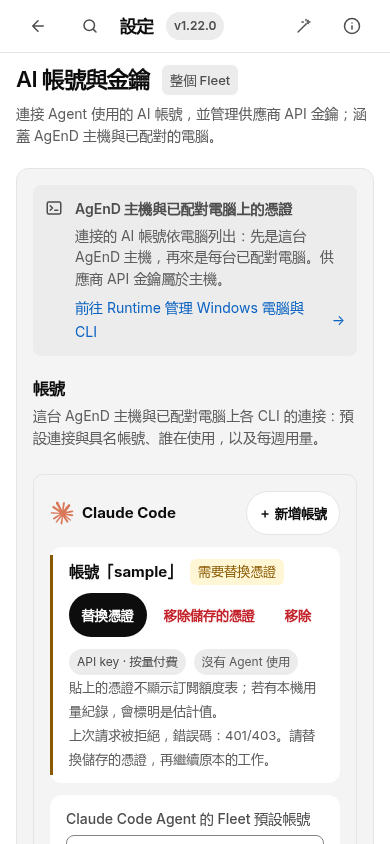 設定 v1.22.0
AI 帳號與金鑰 整個 Fleet
連接 Agent 使用的 AI 帳號，並管理供應商 API 金鑰；涵
蓋 AgEnD 主機與已配對的電腦。
AgEnD 主機與已配對電腦上的憑證
連接的 AI 帳號依電腦列出：先是這台
AgEnD 主機，再來是每台已配對電腦。供
應商 API 金鑰屬於主機。
前往 Runtime 管理 Windows 電腦與
CLI →
帳號
這台 AgEnD 主機與已配對電腦上各 CLI 的連接：預
設連接與具名帳號、誰在使用，以及每週用量。
Claude Code + 新增帳號
帳號「sample」 需要替換憑證
替換憑證 移除儲存的憑證 移除
API key · 按量付費 沒有 Agent 使用
貼上的憑證不顯示訂閱額度表；若有本機用
量紀錄，會標明是估計值。
上次請求被拒絕，錯誤碼：401/403。請替
換儲存的憑證，再繼續原本的工作。
Claude Code Agent 的 Fleet 預設帳號